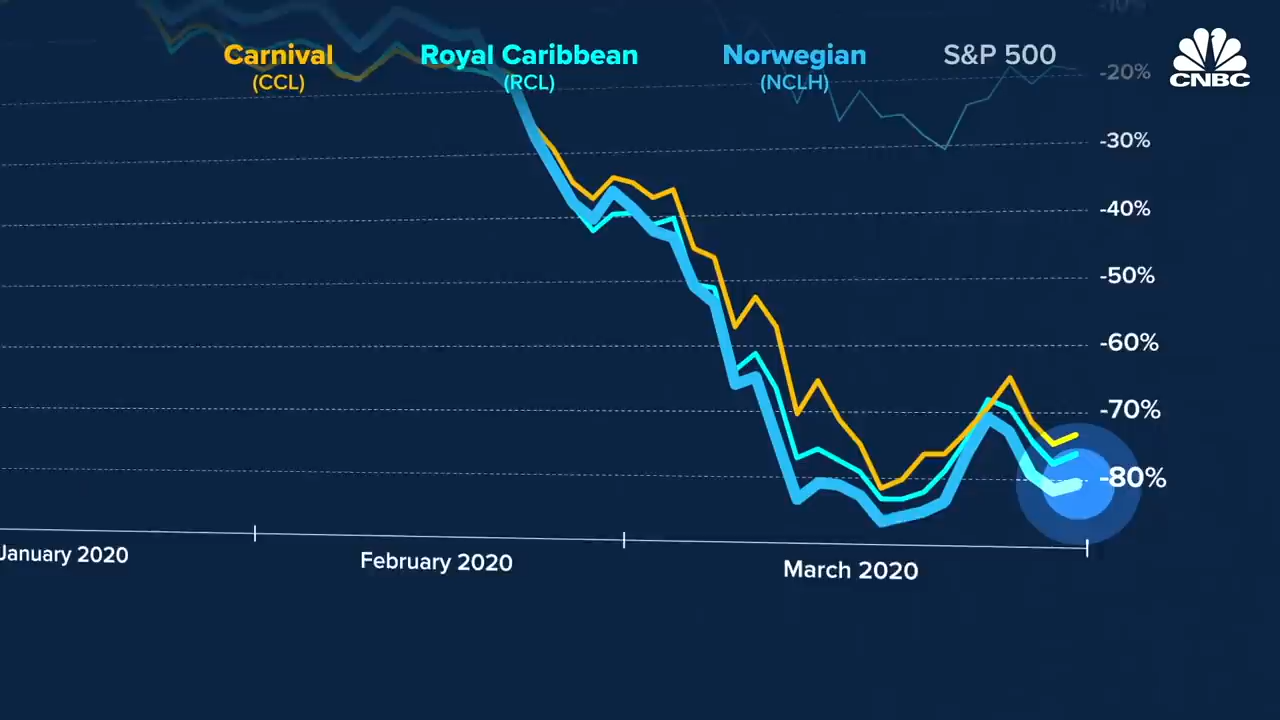 -10%
Carnival
(CCL)
Royal Caribbean
(RCL)
Norwegian
(NCLH)
S&P 500
CNBC
-20%
-30%
-40%
-50%
-60%
-70%
-80%
January 2020
February 2020
March 2020